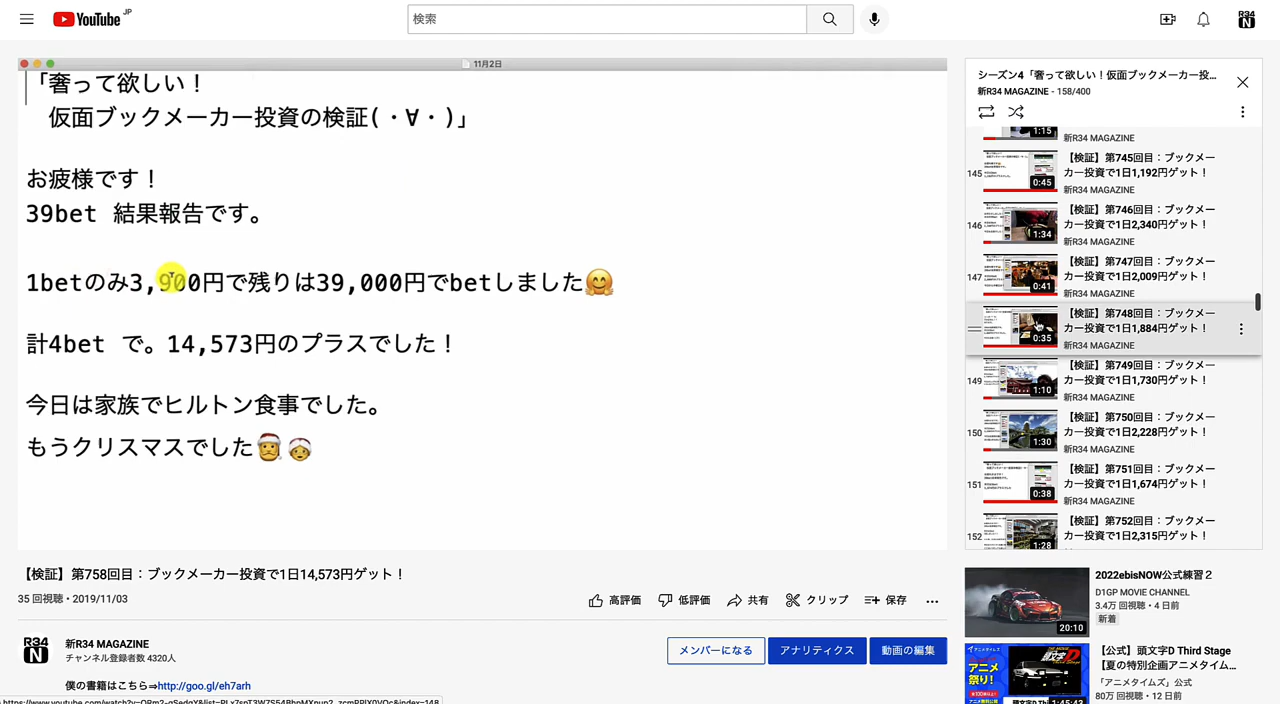 YouTube JP
検索
R34
N
11月2日
「奢って欲しい！
仮面ブックメーカー投資の検証(・∀・)」
お疲様です！
39bet 結果報告です。
1betのみ3,900円で残りは39,000円でbetしました
計4bet で。14,573円のプラスでした！
今日は家族でヒルトン食事でした。
もうクリスマスでした
【検証】第758回目：ブックメーカー投資で1日14,573円ゲット！
35 回視聴・2019/11/03
高評価 低評価 共有 クリップ 保存
R34
N
新R34 MAGAZINE
チャンネル登録者数 4320人
メンバーになる アナリティクス 動画の編集
僕の書籍はこちら⇒http://goo.gl/eh7arh
シーズン4「奢って欲しい！仮面ブックメーカー投...
新R34 MAGAZINE - 158/400
1:15
新R34 MAGAZINE
145
0:45
【検証】第745回目：ブックメー
カー投資で1日1,192円ゲット！
新R34 MAGAZINE
146
1:34
【検証】第746回目：ブックメー
カー投資で1日2,340円ゲット！
新R34 MAGAZINE
147
0:41
【検証】第747回目：ブックメー
カー投資で1日2,009円ゲット！
新R34 MAGAZINE
0:35
【検証】第748回目：ブックメー
カー投資で1日1,886円ゲット！
新R34 MAGAZINE
149
1:10
【検証】第749回目：ブックメー
カー投資で1日1,730円ゲット！
新R34 MAGAZINE
150
1:30
【検証】第750回目：ブックメー
カー投資で1日2,228円ゲット！
新R34 MAGAZINE
151
0:38
【検証】第751回目：ブックメー
カー投資で1日1,674円ゲット！
新R34 MAGAZINE
152
1:28
【検証】第752回目：ブックメー
カー投資で1日2,315円ゲット！
20:10
2022ebisNOW公式練習２
D1GP MOVIE CHANNEL
3.4万 回視聴・4 日前
新着
アニメタイムズ
アニメ
祭り！
頭文字D
1:45:42
【公式】頭文字D Third Stage
【夏の特別企画アニメタイム...
「アニメタイムズ」公式
80万 回視聴・12 日前